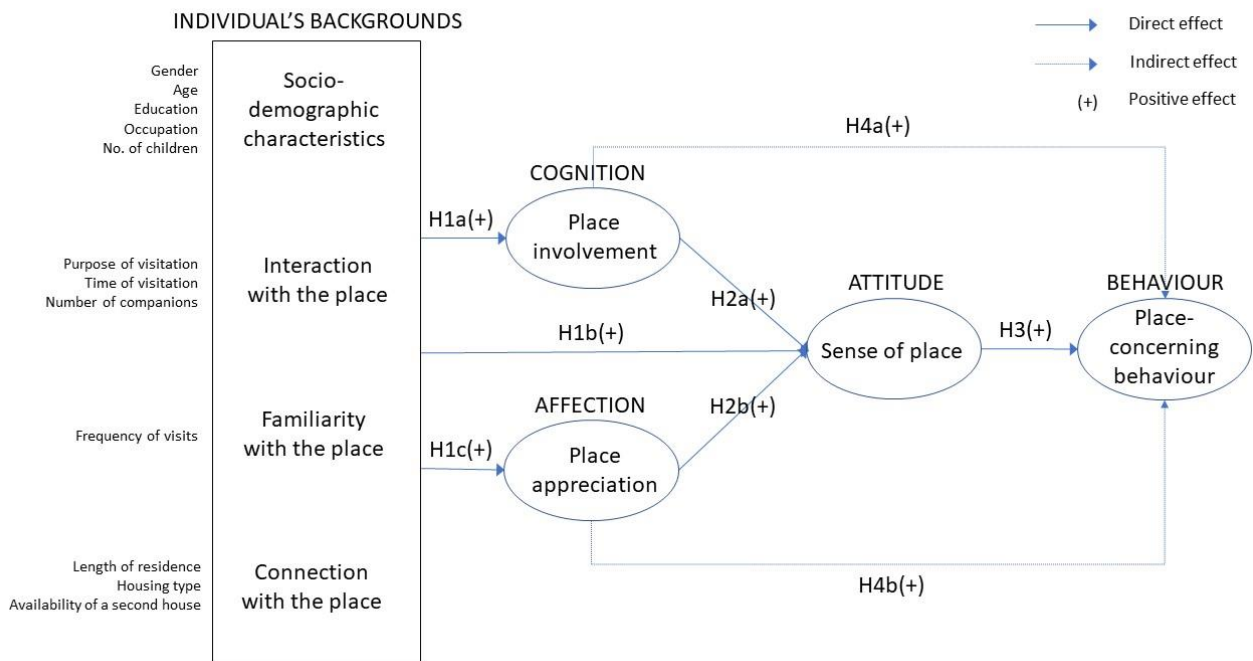 INDIVIDUAL'S BACKGROUNDS
Direct effect
Indirect effect
(+) Positive effect
Gender
Age
Education
Occupation
No. of children
Socio-
demographic
characteristics
Purpose of visitation
Time of visitation
Number of companions
Interaction
with the place
Frequency of visits
Familiarity
with the place
Length of residence
Housing type
Availability of a second house
Connection
with the place
H1a(+)
H1b(+)
H1c(+)
COGNITION
Place
involvement
AFFECTION
Place
appreciation
H2a(+)
H2b(+)
ATTITUDE
Sense of place
H3(+)
BEHAVIOUR
Place-
concerning
behaviour
H4a(+)
H4b(+)